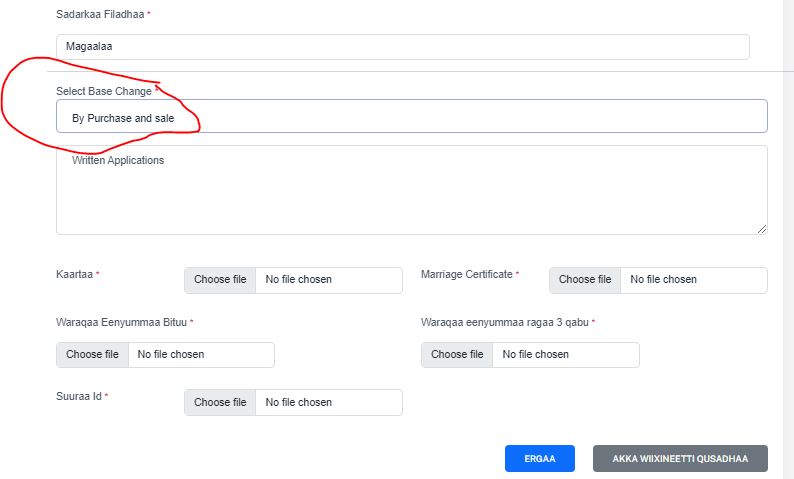 Sadarkaa Filadhaa *
Magaalaa
Select Base Change *
By Purchase and sale
Written Applications
Kaartaa * Choose file No file chosen Marriage Certificate * Choose file No file chosen
Waraqaa Eenyummaa Bituu * Waraqaa eenyummaa ragaa 3 qabu *
Choose file No file chosen Choose file No file chosen
Suuraa Id * Choose file No file chosen
ERGAA AKKA WIIXINEETTI QUSADHAA